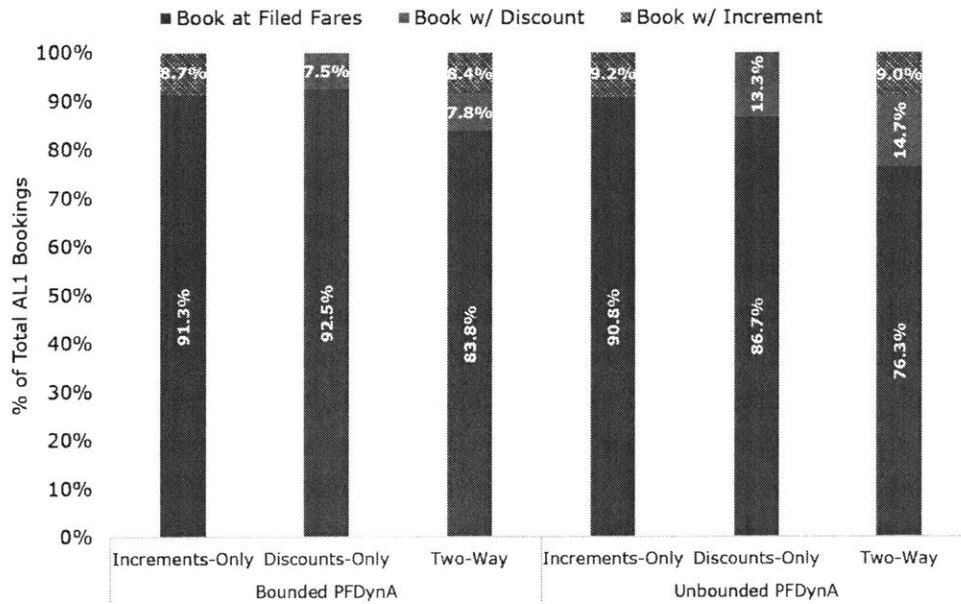 Book at Filed Fares Book w/ Discount Book w/ Increment
% of Total AL1 Bookings
100%
90%
80%
70%
60%
50%
40%
30%
20%
10%
0%
8.7% 7.5% 8.4% 9.2% 13.3% 9.0%
7.8% 14.7%
91.3% 92.5% 83.8% 90.8% 86.7% 76.3%
Increments-Only Discounts-Only Two-Way Increments-Only Discounts-Only Two-Way
Bounded PFDynA Unbounded PFDynA